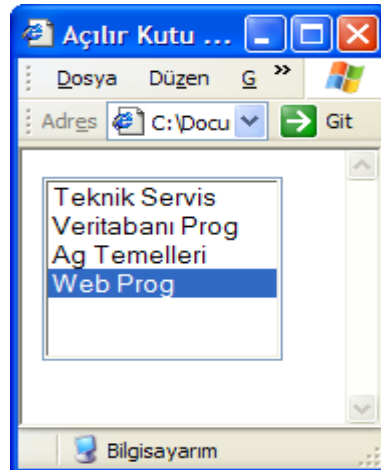 Açılır Kutu ...
Dosya Düzen G »
Adres C:\Docu Git
Teknik Servis
Veritabanı Prog
Ag Temelleri
Web Prog
Bilgisayarım